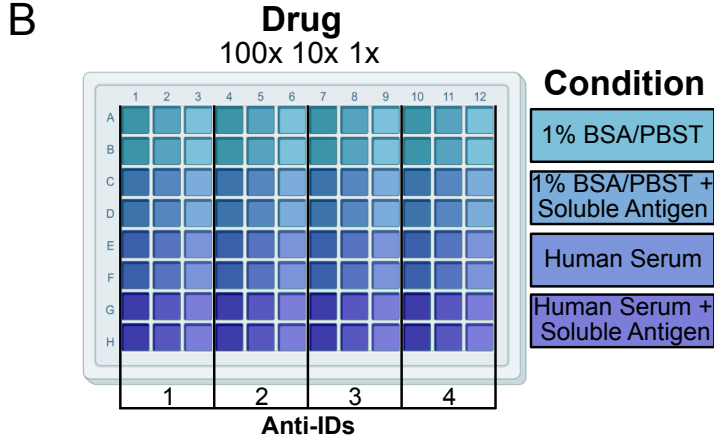 B
Drug
100x 10x 1x
1 2 3 4 5 6 7 8 9 10 11 12
A
B
C
D
E
F
G
H
1 2 3 4
Anti-IDs
Condition
1% BSA/PBST
1% BSA/PBST +
Soluble Antigen
Human Serum
Human Serum +
Soluble Antigen